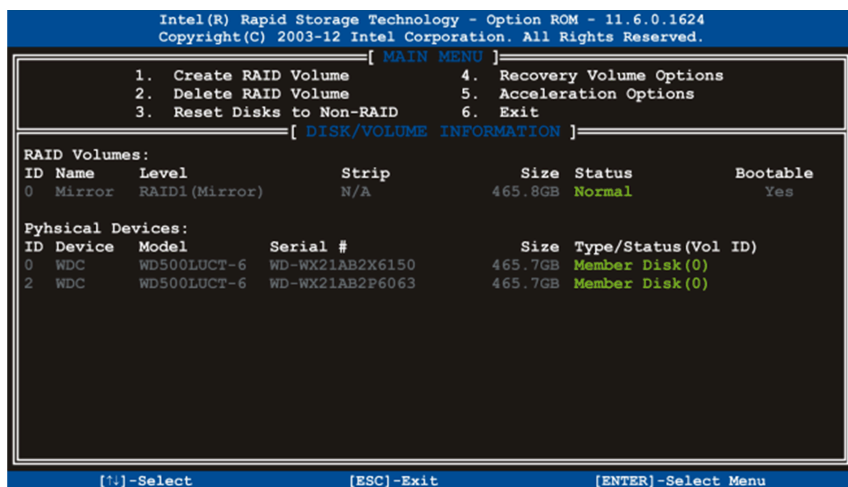 Intel(R) Rapid Storage Technology - Option ROM - 11.6.0.1624
Copyright(C) 2003-12 Intel Corporation. All Rights Reserved.
[ MAIN MENU ]
1. Create RAID Volume 4. Recovery Volume Options
2. Delete RAID Volume 5. Acceleration Options
3. Reset Disks to Non-RAID 6. Exit
[ DISK/VOLUME INFORMATION ]
RAID Volumes:
ID Name Level Strip Size Status Bootable
0 Mirror RAID1(Mirror) N/A 465.8GB Normal Yes
Pyhsical Devices:
ID Device Model Serial # Size Type/Status(Vol ID)
0 WDC WD500LUCT-6 WD-WX21AB2X6150 465.7GB Member Disk(0)
2 WDC WD500LUCT-6 WD-WX21AB2P6063 465.7GB Member Disk(0)
[↑↓]-Select [ESC]-Exit [ENTER]-Select Menu